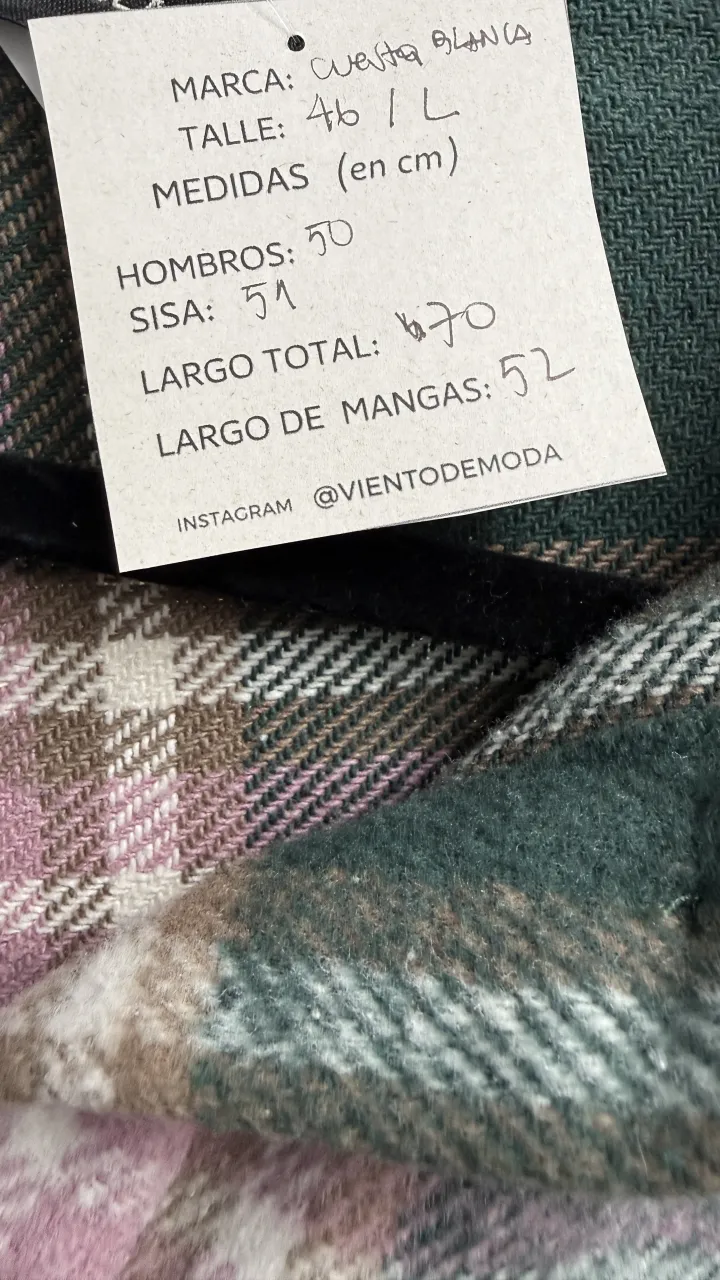 MARCA: Cuesta BLANCA
TALLE: 46 / L
MEDIDAS (en cm)
HOMBROS: 50
SISA: 51
LARGO TOTAL: 70
LARGO DE MANGAS: 52
INSTAGRAM @VIENTODEMODA